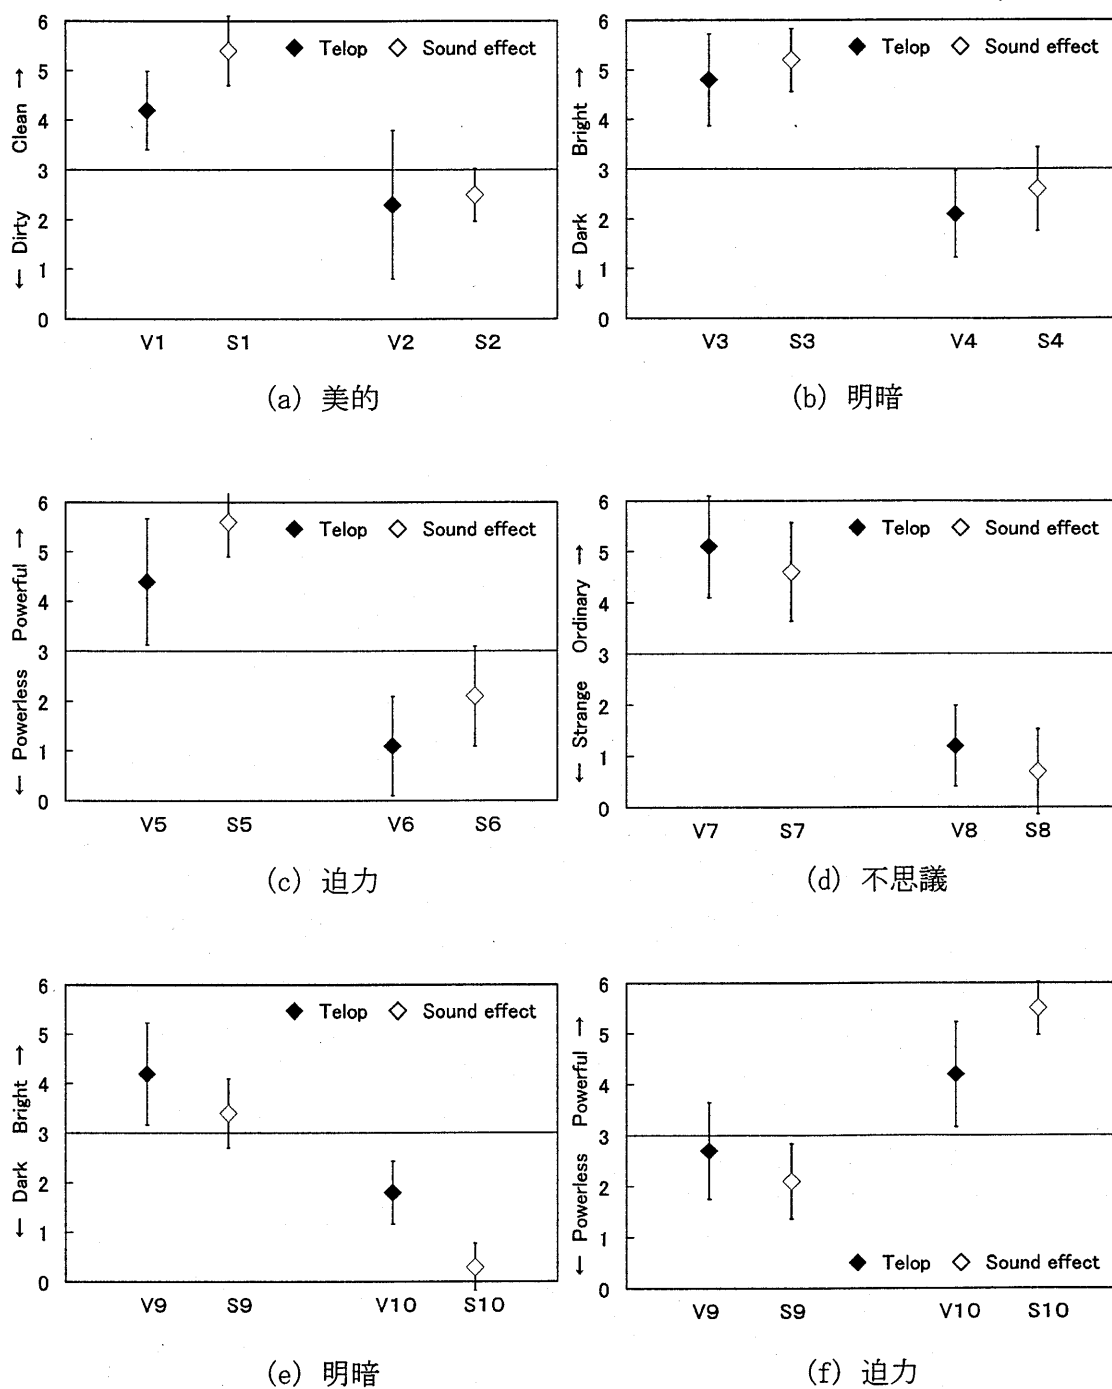 6
5
4
3
2
1
0
← Dirty Clean →
◆ Telop ◇ Sound effect
V1 S1 V2 S2
(a) 美的
6
5
4
3
2
1
0
← Dark Bright →
◆ Telop ◇ Sound effect
V3 S3 V4 S4
(b) 明暗
6
5
4
3
2
1
0
← Powerless Powerful →
◆ Telop ◇ Sound effect
V5 S5 V6 S6
(c) 迫力
6
5
4
3
2
1
0
← Strange Ordinary →
◆ Telop ◇ Sound effect
V7 S7 V8 S8
(d) 不思議
6
5
4
3
2
1
0
← Dark Bright →
◆ Telop ◇ Sound effect
V9 S9 V10 S10
(e) 明暗
6
5
4
3
2
1
0
← Powerless Powerful →
◆ Telop ◇ Sound effect
V9 S9 V10 S10
(f) 迫力